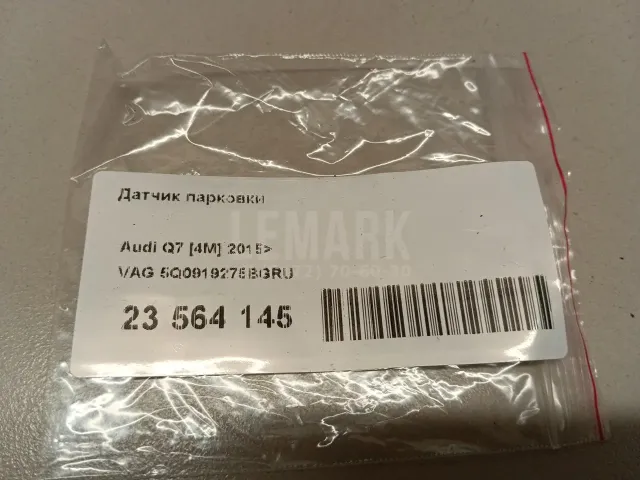 Датчик парковки
LEMARK
Audi Q7 [4M] 2015>
VAG 5Q0919275BGRU
23 564 145